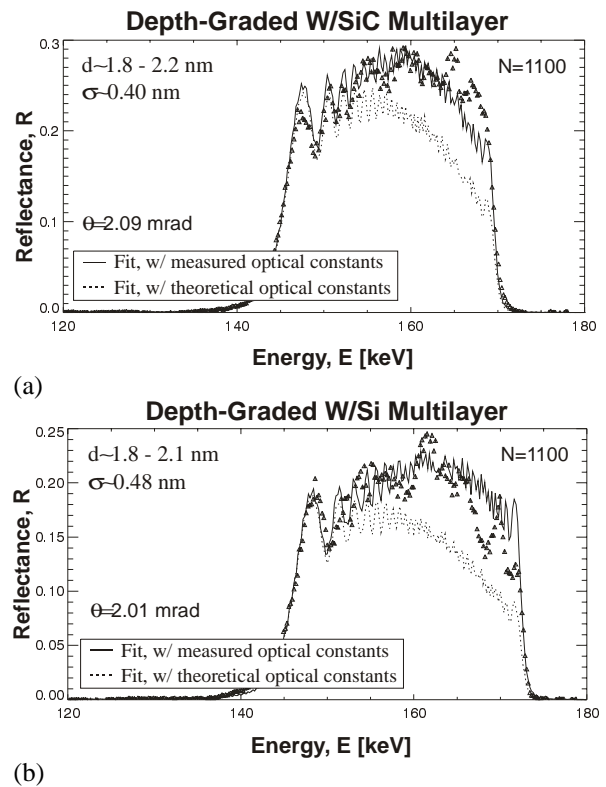 Depth-Graded W/SiC Multilayer
0.3
0.2
0.1
0.0
Reflectance, R
d~1.8 - 2.2 nm
σ~0.40 nm
N=1100
θ=2.09 mrad
Fit, w/ measured optical constants
Fit, w/ theoretical optical constants
120 140 160 180
Energy, E [keV]
(a)
Depth-Graded W/Si Multilayer
0.25
0.20
0.15
0.10
0.05
0.00
Reflectance, R
d~1.8 - 2.1 nm
σ~0.48 nm
N=1100
θ=2.01 mrad
Fit, w/ measured optical constants
Fit, w/ theoretical optical constants
120 140 160 180
Energy, E [keV]
(b)